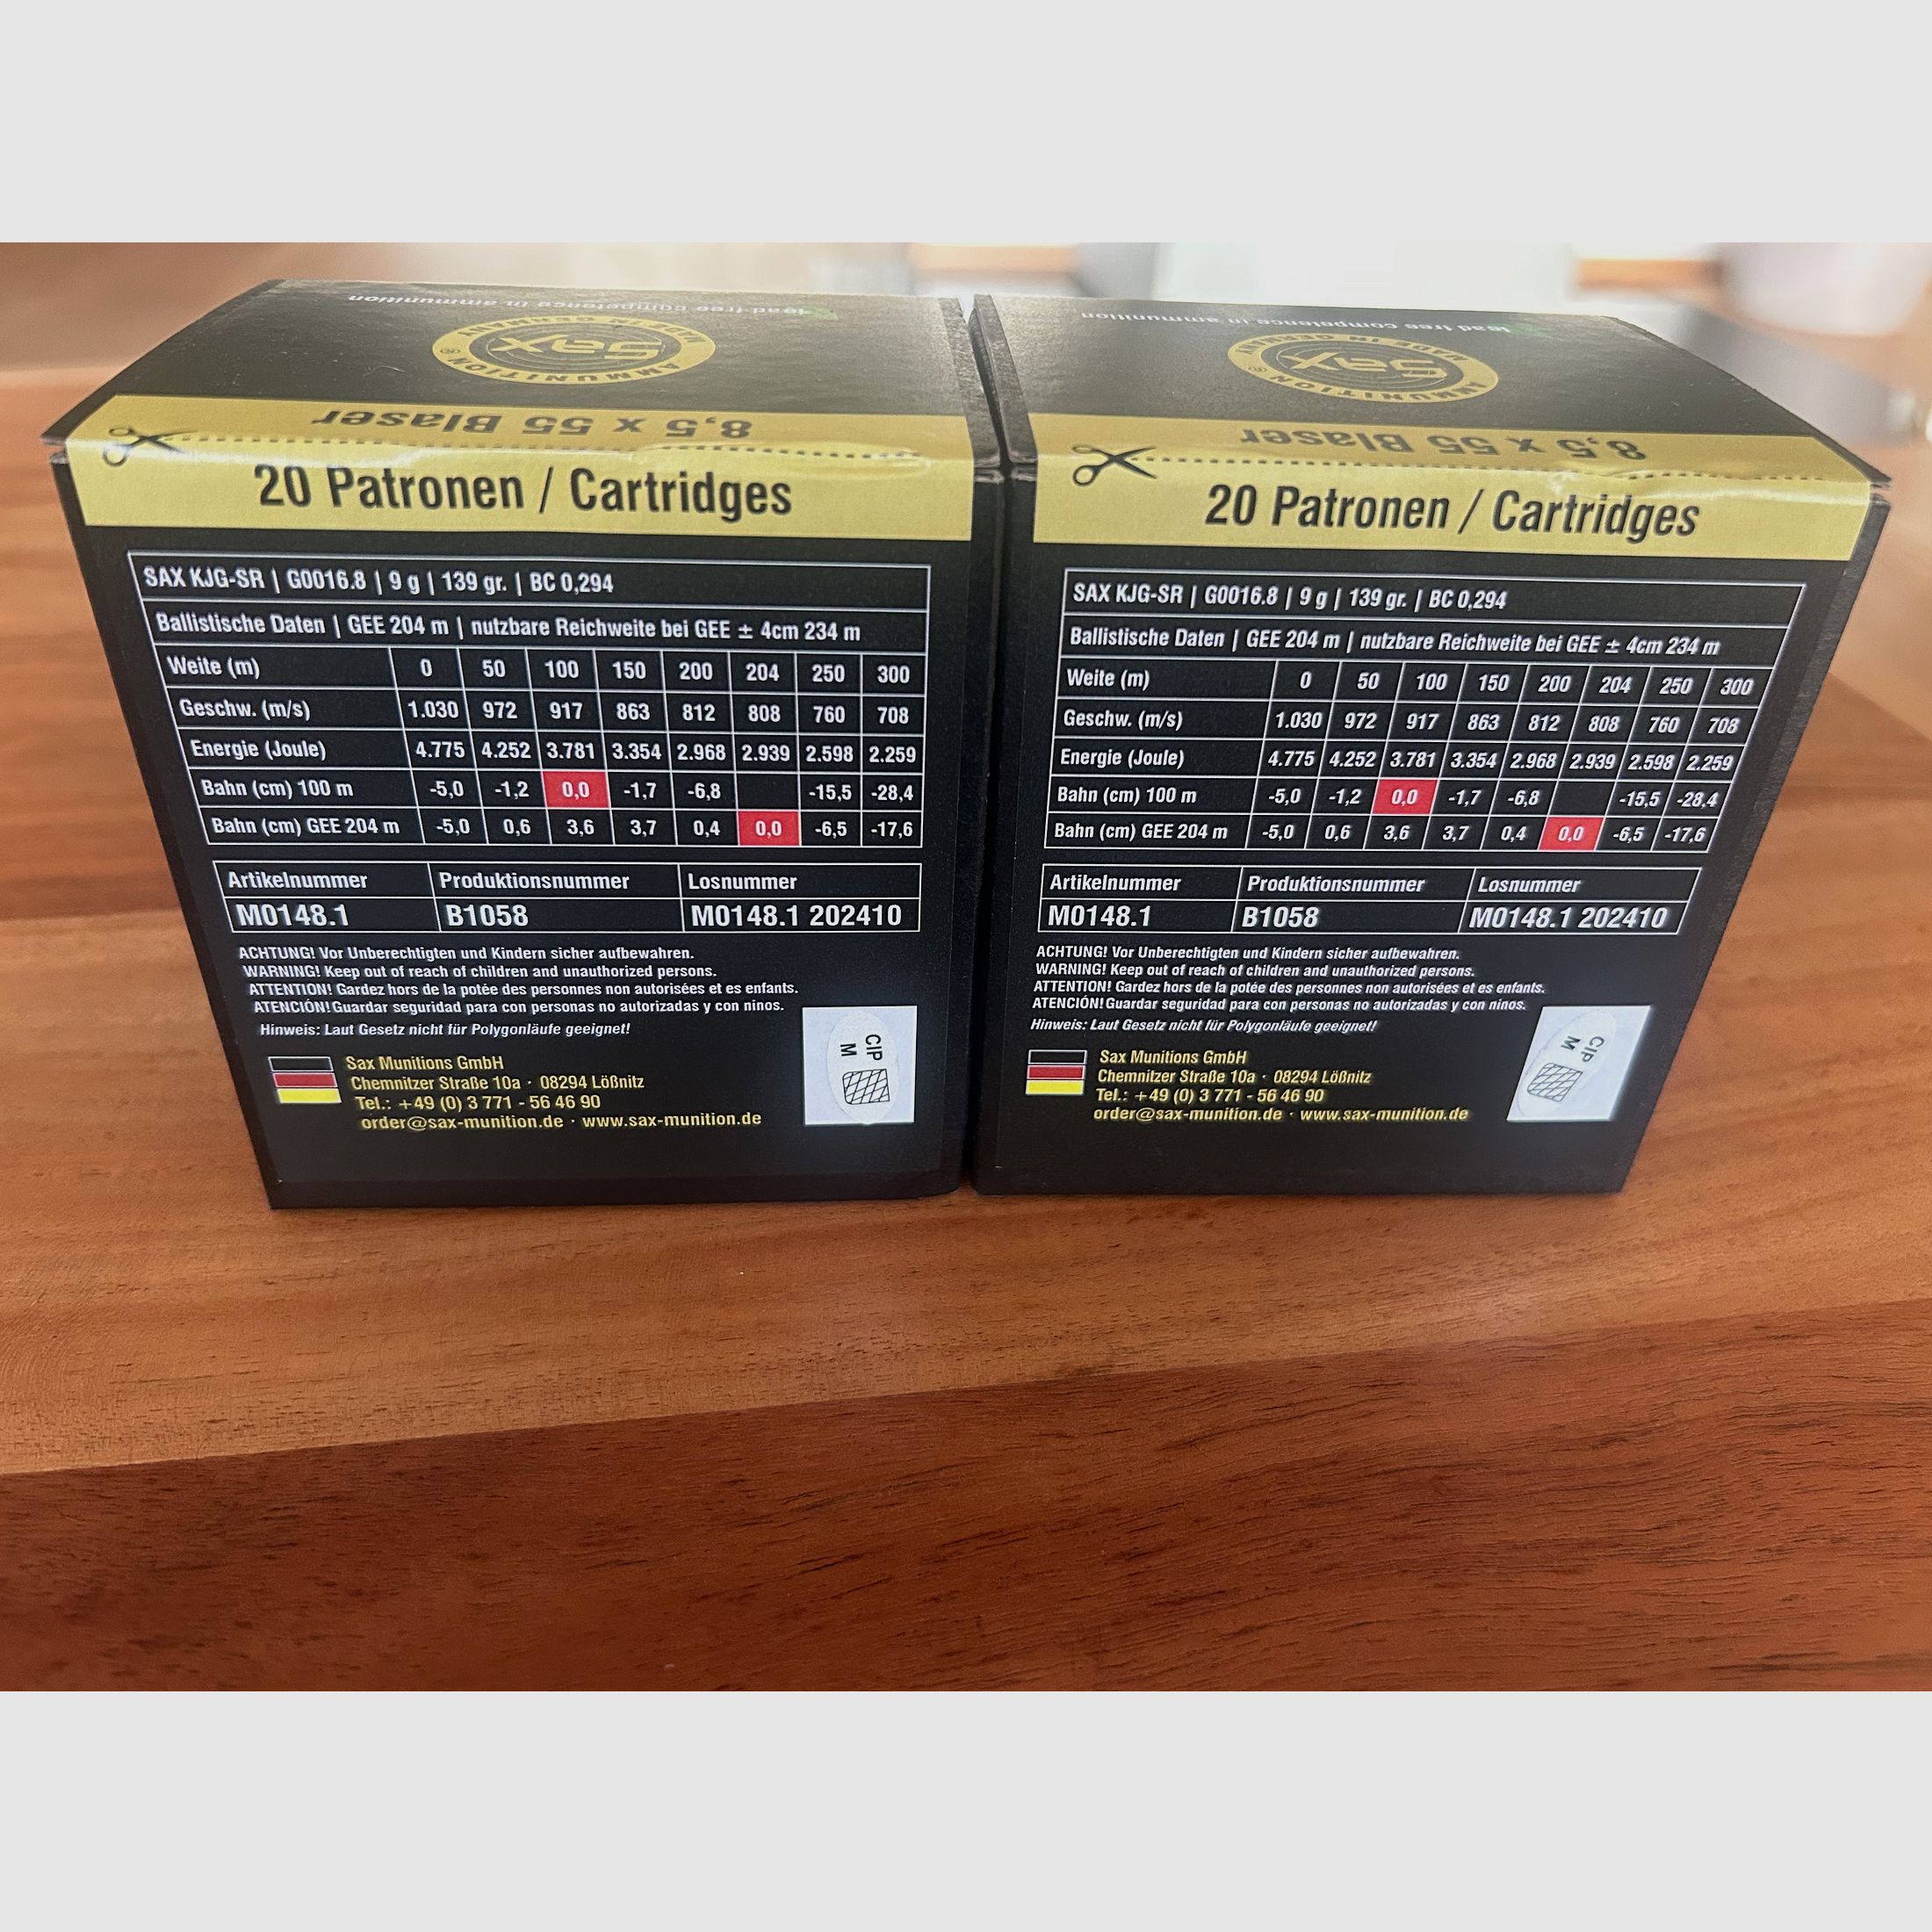 lead free competence in ammunition
AMMUNITION
Sax
MADE IN GERMANY
®
8,5 x 55 Blaser
20 Patronen / Cartridges
SAX KJG-SR | G0016.8 | 9 g | 139 gr. | BC 0,294
Ballistische Daten | GEE 204 m | nutzbare Reichweite bei GEE ± 4cm 234 m
Weite (m) 0 50 100 150 200 204 250 300
Geschw. (m/s) 1.030 972 917 863 812 808 760 708
Energie (Joule) 4.775 4.252 3.781 3.354 2.968 2.939 2.598 2.259
Bahn (cm) 100 m -5,0 -1,2 0,0 -1,7 -6,8 -15,5 -28,4
Bahn (cm) GEE 204 m -5,0 0,6 3,6 3,7 0,4 0,0 -6,5 -17,6
Artikelnummer Produktionsnummer Losnummer
M0148.1 B1058 M0148.1 202410
ACHTUNG! Vor Unberechtigten und Kindern sicher aufbewahren.
WARNING! Keep out of reach of children and unauthorized persons.
ATTENTION! Gardez hors de la potée des personnes non autorisées et es enfants.
ATENCIÓN! Guardar seguridad para con personas no autorizadas y con ninos.
Hinweis: Laut Gesetz nicht für Polygonläufe geeignet!
Sax Munitions GmbH
Chemnitzer Straße 10a · 08294 Lößnitz
Tel.: +49 (0) 3 771 - 56 46 90
order@sax-munition.de · www.sax-munition.de
CIP
M
lead free competence in ammunition
AMMUNITION
Sax
MADE IN GERMANY
®
8,5 x 55 Blaser
20 Patronen / Cartridges
SAX KJG-SR | G0016.8 | 9 g | 139 gr. | BC 0,294
Ballistische Daten | GEE 204 m | nutzbare Reichweite bei GEE ± 4cm 234 m
Weite (m) 0 50 100 150 200 204 250 300
Geschw. (m/s) 1.030 972 917 863 812 808 760 708
Energie (Joule) 4.775 4.252 3.781 3.354 2.968 2.939 2.598 2.259
Bahn (cm) 100 m -5,0 -1,2 0,0 -1,7 -6,8 -15,5 -28,4
Bahn (cm) GEE 204 m -5,0 0,6 3,6 3,7 0,4 0,0 -6,5 -17,6
Artikelnummer Produktionsnummer Losnummer
M0148.1 B1058 M0148.1 202410
ACHTUNG! Vor Unberechtigten und Kindern sicher aufbewahren.
WARNING! Keep out of reach of children and unauthorized persons.
ATTENTION! Gardez hors de la potée des personnes non autorisées et es enfants.
ATENCIÓN! Guardar seguridad para con personas no autorizadas y con ninos.
Hinweis: Laut Gesetz nicht für Polygonläufe geeignet!
Sax Munitions GmbH
Chemnitzer Straße 10a · 08294 Lößnitz
Tel.: +49 (0) 3 771 - 56 46 90
order@sax-munition.de · www.sax-munition.de
CIP
M